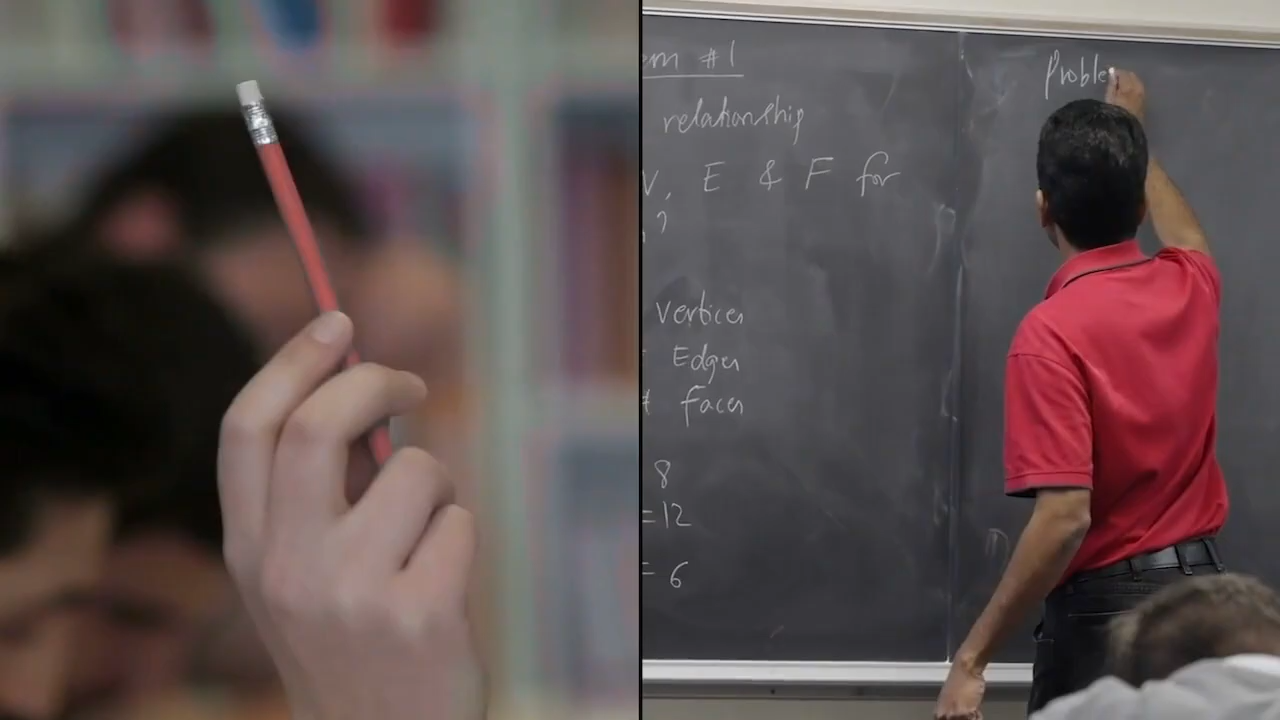 em #1
relationship
V, E & F for
?
vertices
Edges
# faces
8
=12
= 6
Proble